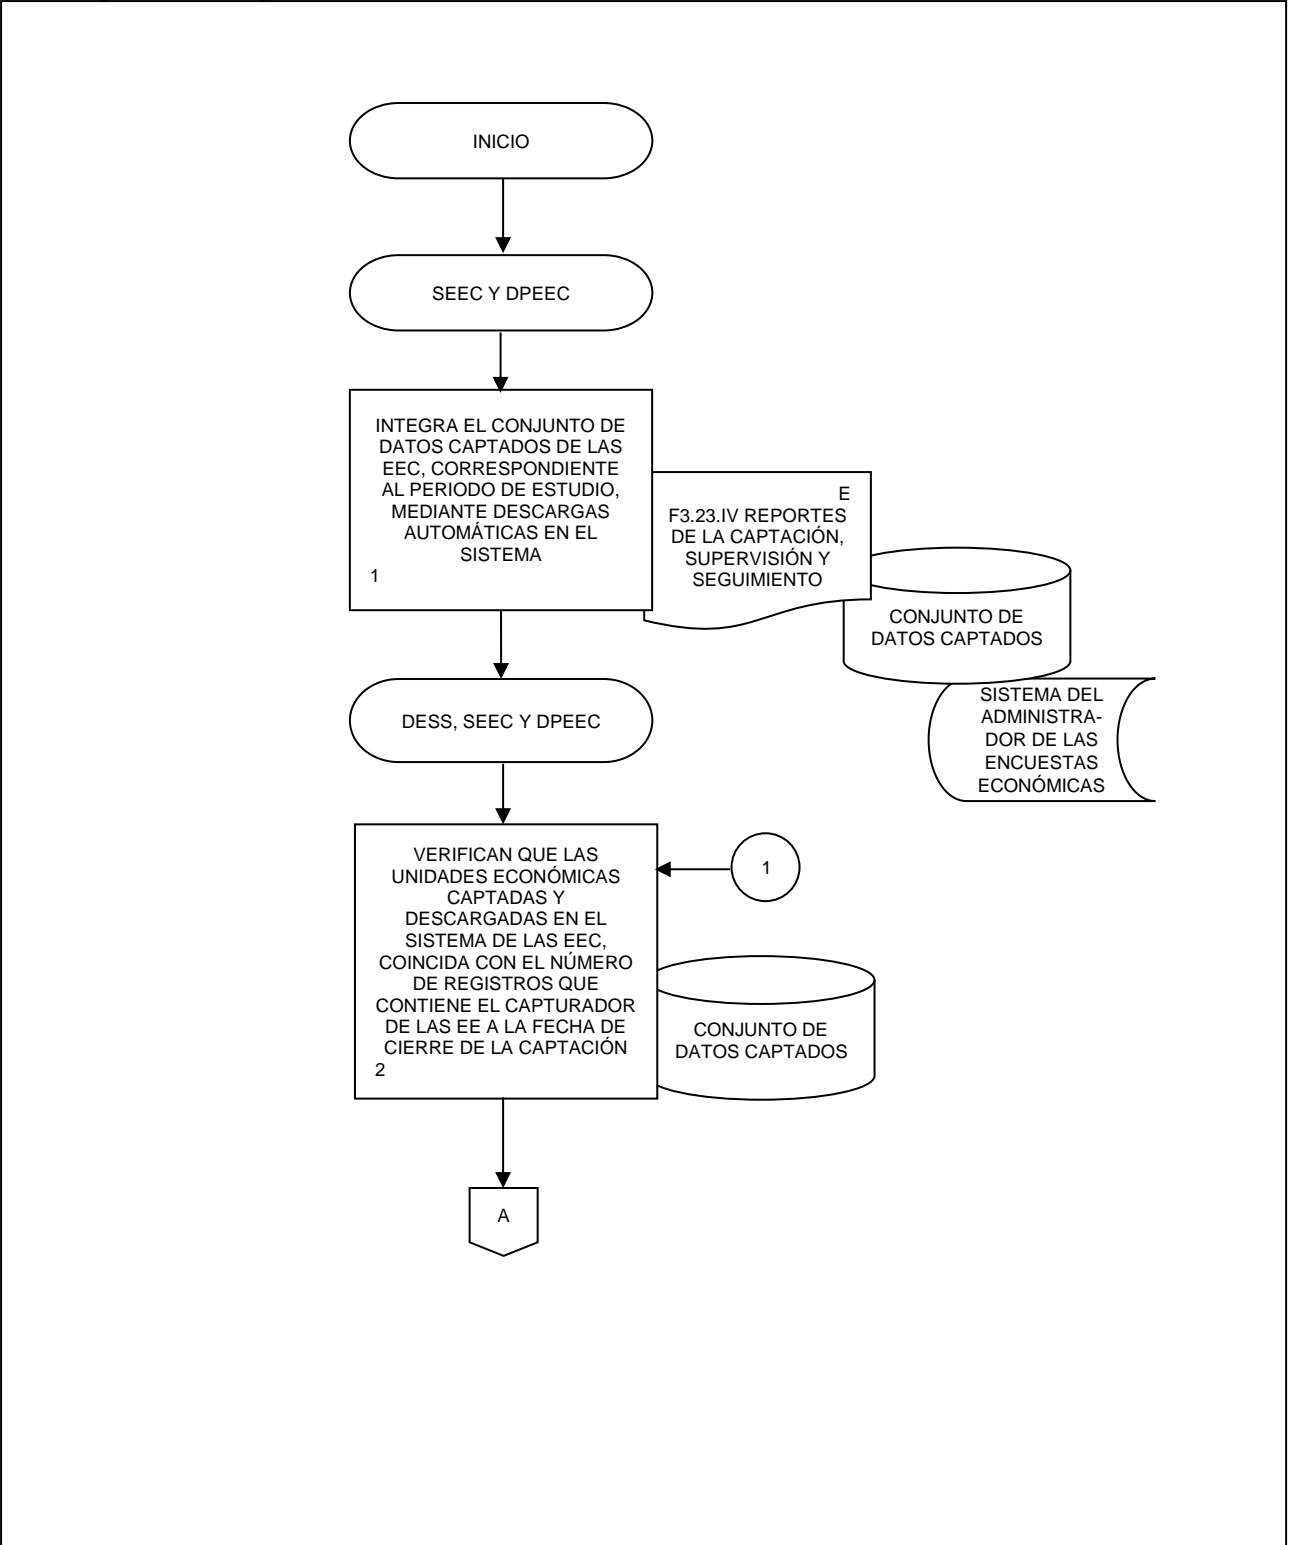 INICIO
SEEC Y DPEEC
INTEGRA EL CONJUNTO DE
DATOS CAPTADOS DE LAS
EEC, CORRESPONDIENTE
AL PERIODO DE ESTUDIO,
MEDIANTE DESCARGAS
AUTOMÁTICAS EN EL
SISTEMA
1
E
F3.23.IV REPORTES
DE LA CAPTACIÓN,
SUPERVISIÓN Y
SEGUIMIENTO
CONJUNTO DE
DATOS CAPTADOS
SISTEMA DEL
ADMINISTRA-
DOR DE LAS
ENCUESTAS
ECONÓMICAS
DESS, SEEC Y DPEEC
VERIFICAN QUE LAS
UNIDADES ECONÓMICAS
CAPTADAS Y
DESCARGADAS EN EL
SISTEMA DE LAS EEC,
COINCIDA CON EL NÚMERO
DE REGISTROS QUE
CONTIENE EL CAPTURADOR
DE LAS EE A LA FECHA DE
CIERRE DE LA CAPTACIÓN
2
1
CONJUNTO DE
DATOS CAPTADOS
A